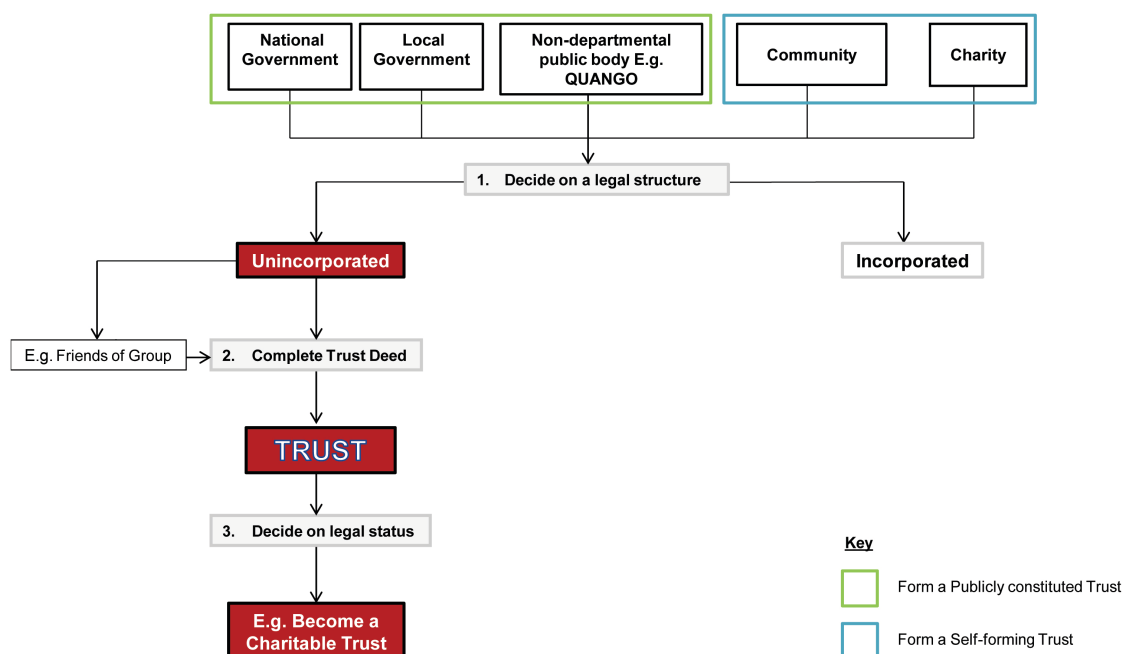 National
Government
Local
Government
Non-departmental
public body E.g.
QUANGO
Community
Charity
1. Decide on a legal structure
Unincorporated
Incorporated
E.g. Friends of Group
2. Complete Trust Deed
TRUST
3. Decide on legal status
E.g. Become a
Charitable Trust
Key
Form a Publicly constituted Trust
Form a Self-forming Trust